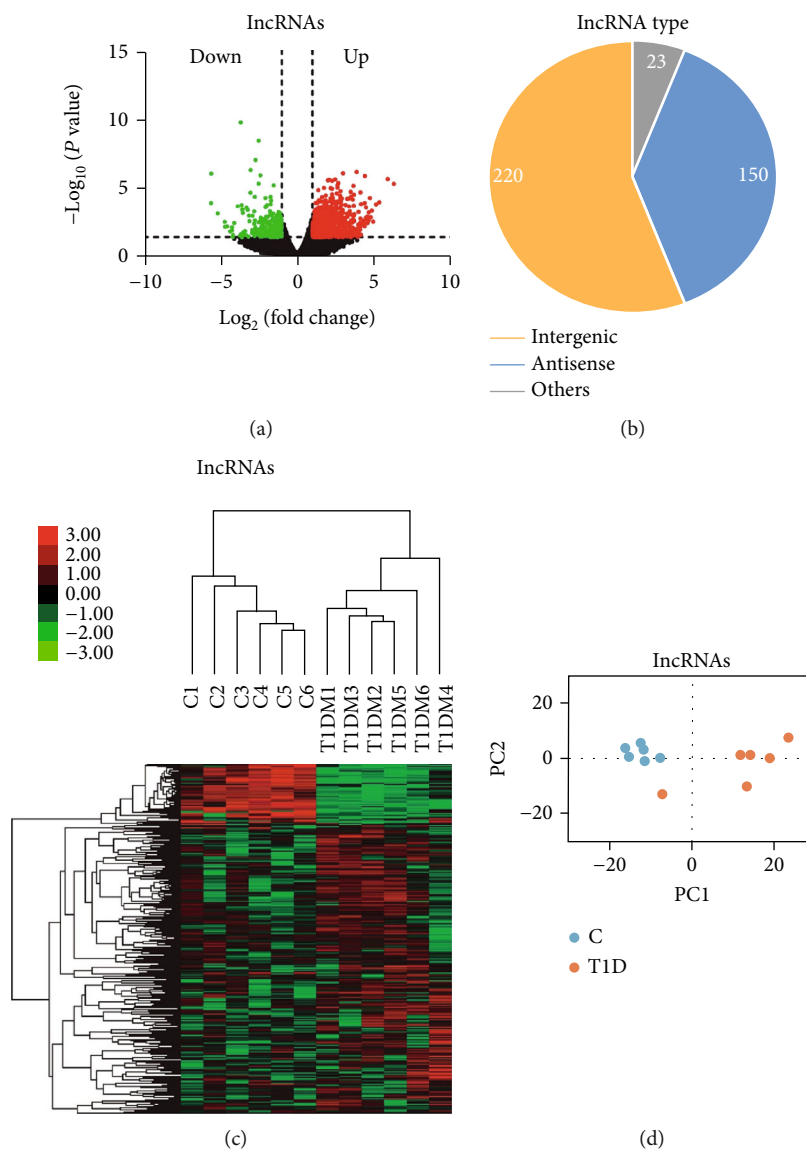 lncRNAs
Down
Up
15
10
5
0
−Log10 (P value)
−10
−5
0
5
10
Log2 (fold change)
(a)
lncRNA type
23
220
150
Intergenic
Antisense
Others
(b)
lncRNAs
3.00
2.00
1.00
0.00
−1.00
−2.00
−3.00
C1
C2
C3
C4
C5
C6
T1DM1
T1DM3
T1DM2
T1DM5
T1DM6
T1DM4
(c)
lncRNAs
20
0
−20
PC2
−20
0
20
PC1
C
T1D
(d)